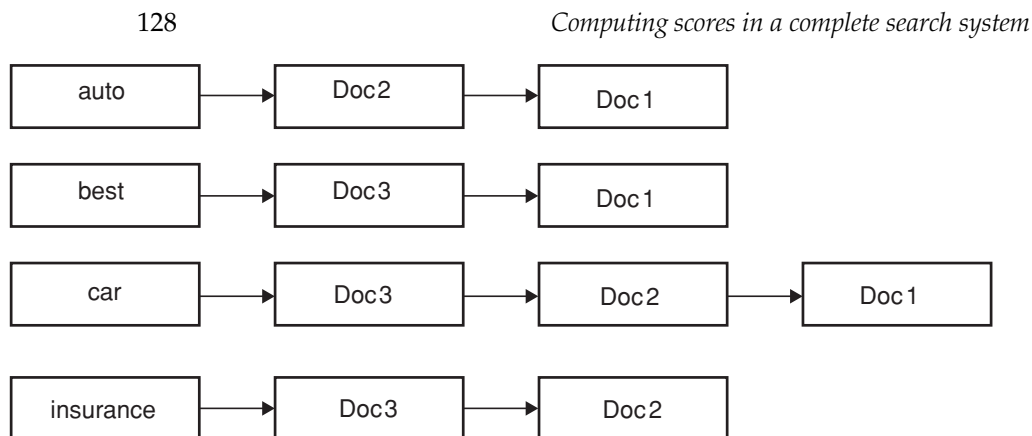 128 Computing scores in a complete search system
auto Doc2 Doc1
best Doc3 Doc1
car Doc3 Doc2 Doc1
insurance Doc3 Doc2